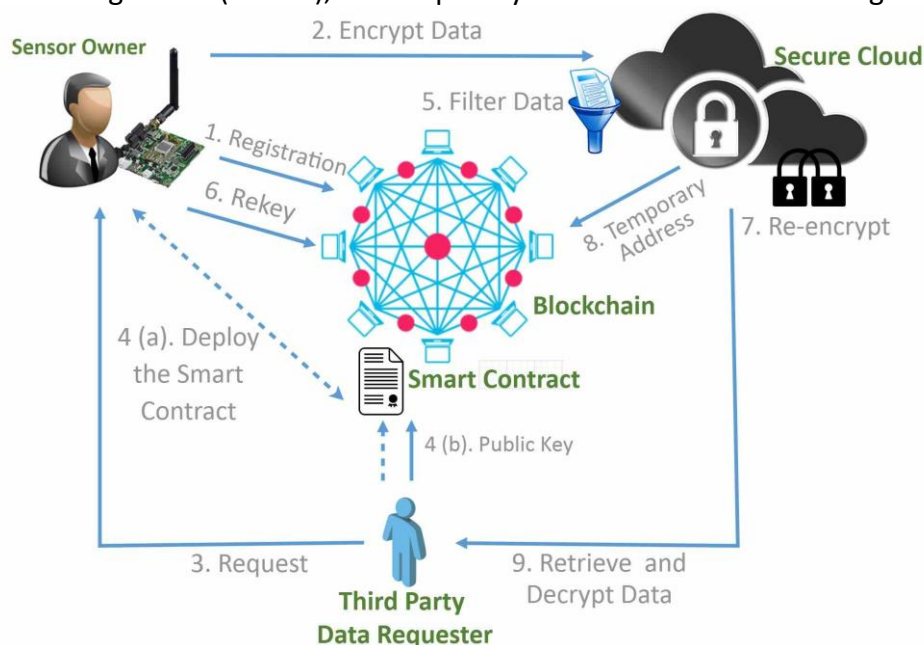 Sensor Owner
2. Encrypt Data
Secure Cloud
5. Filter Data
1. Registration
6. Rekey
8. Temporary
Address
7. Re-encrypt
Blockchain
4 (a). Deploy
the Smart
Contract
Smart Contract
4 (b). Public Key
3. Request
9. Retrieve and
Decrypt Data
Third Party
Data Requester